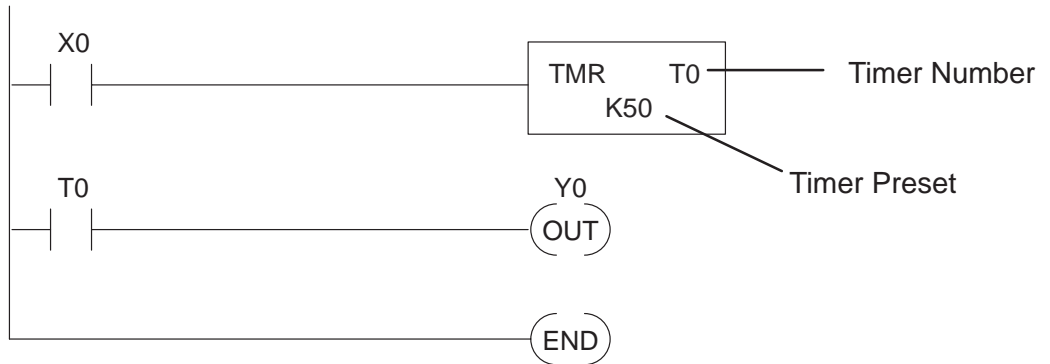 X0
TMR T0
Timer Number
K50
Timer Preset
T0
Y0
OUT
END